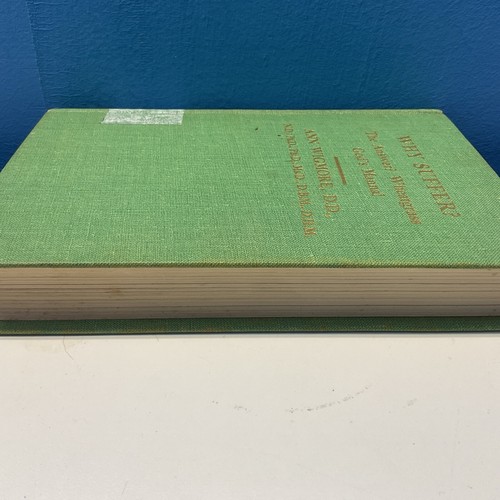 WHY SUFFER?
The Answer: Wheatgrass
God's Manna!
ANN WIGMORE, D.D.,